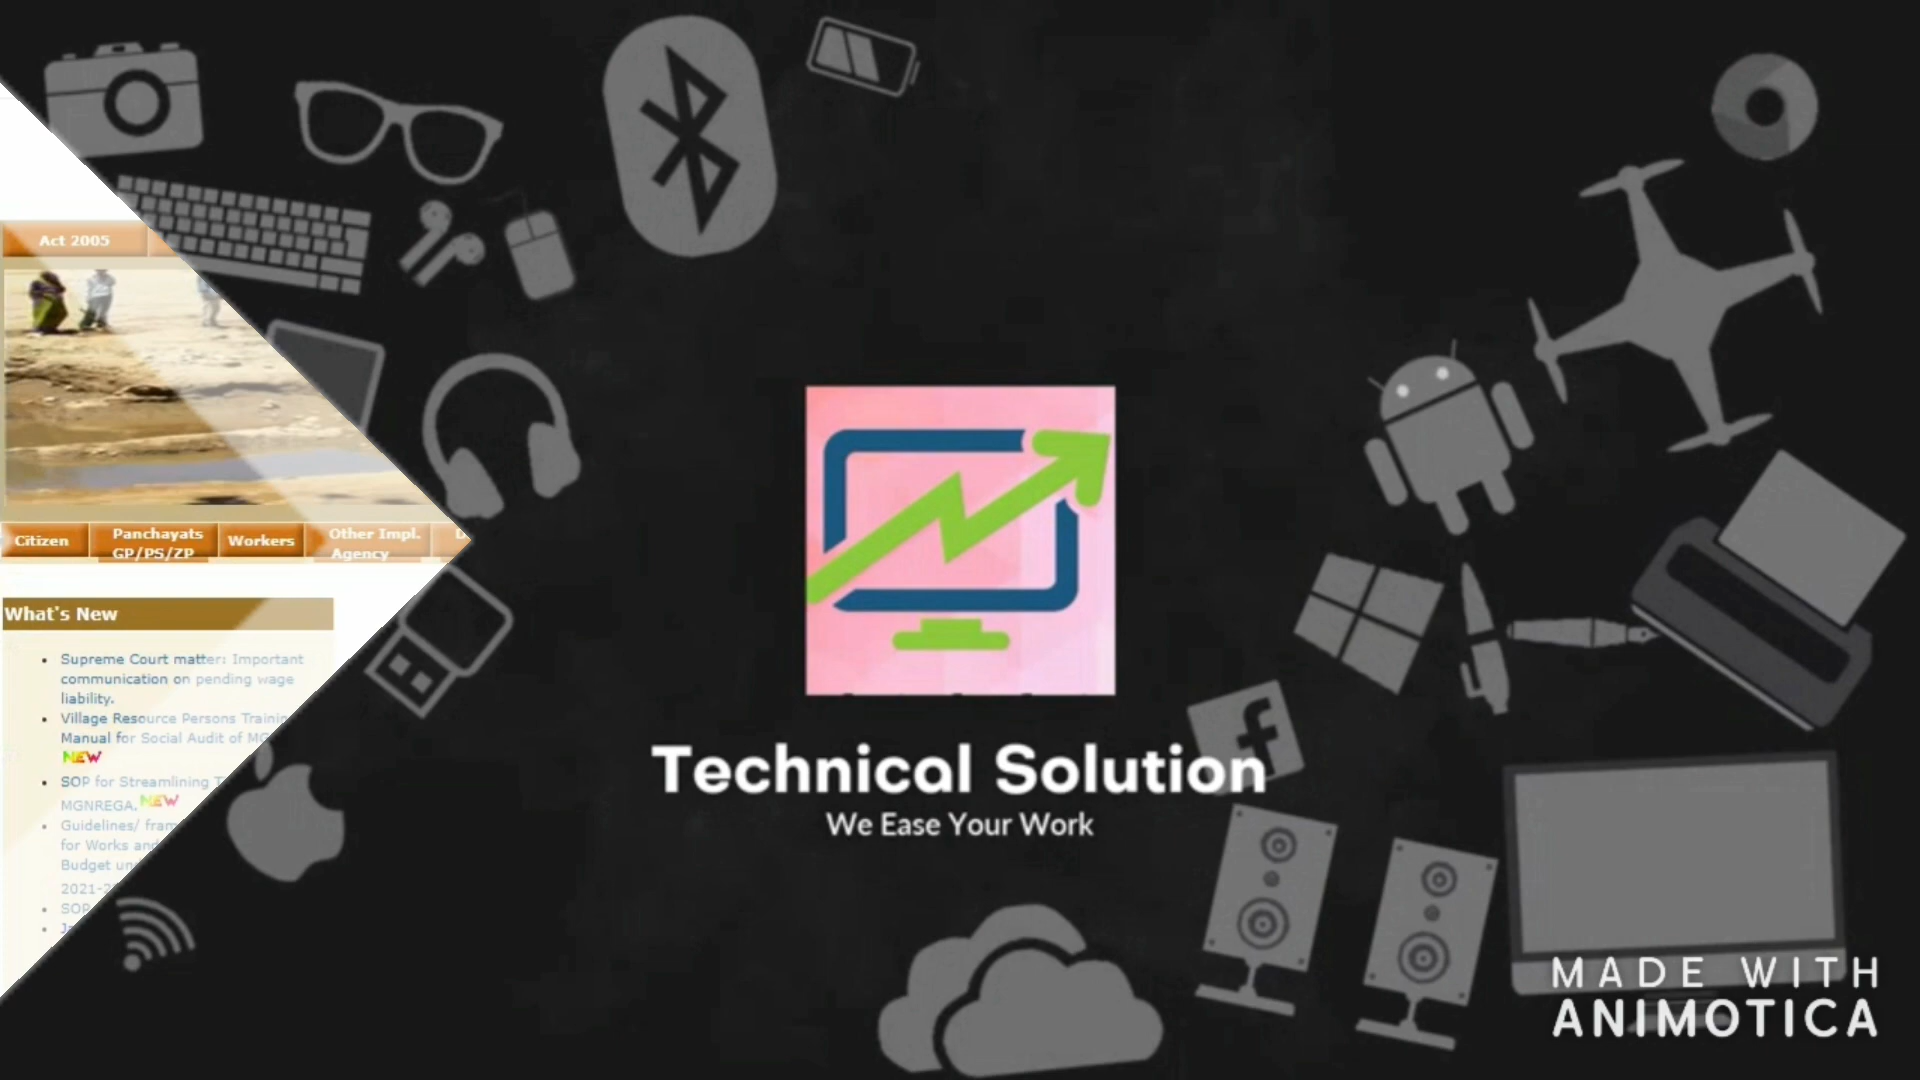 Act 2005
Citizen
Panchayats
GP/PS/ZP
Workers
Other Impl.
Agency
What's New
Supreme Court matter: Important
communication on pending wage
liability.
Village Resource Persons
Manual for Social Audit of
NEW
SOP for Streamlining
MGNREGA. NEW
Guidelines/
for Works and
Budget
SOP
Technical Solution
We Ease Your Work
MADE WITH
ANIMOTICA